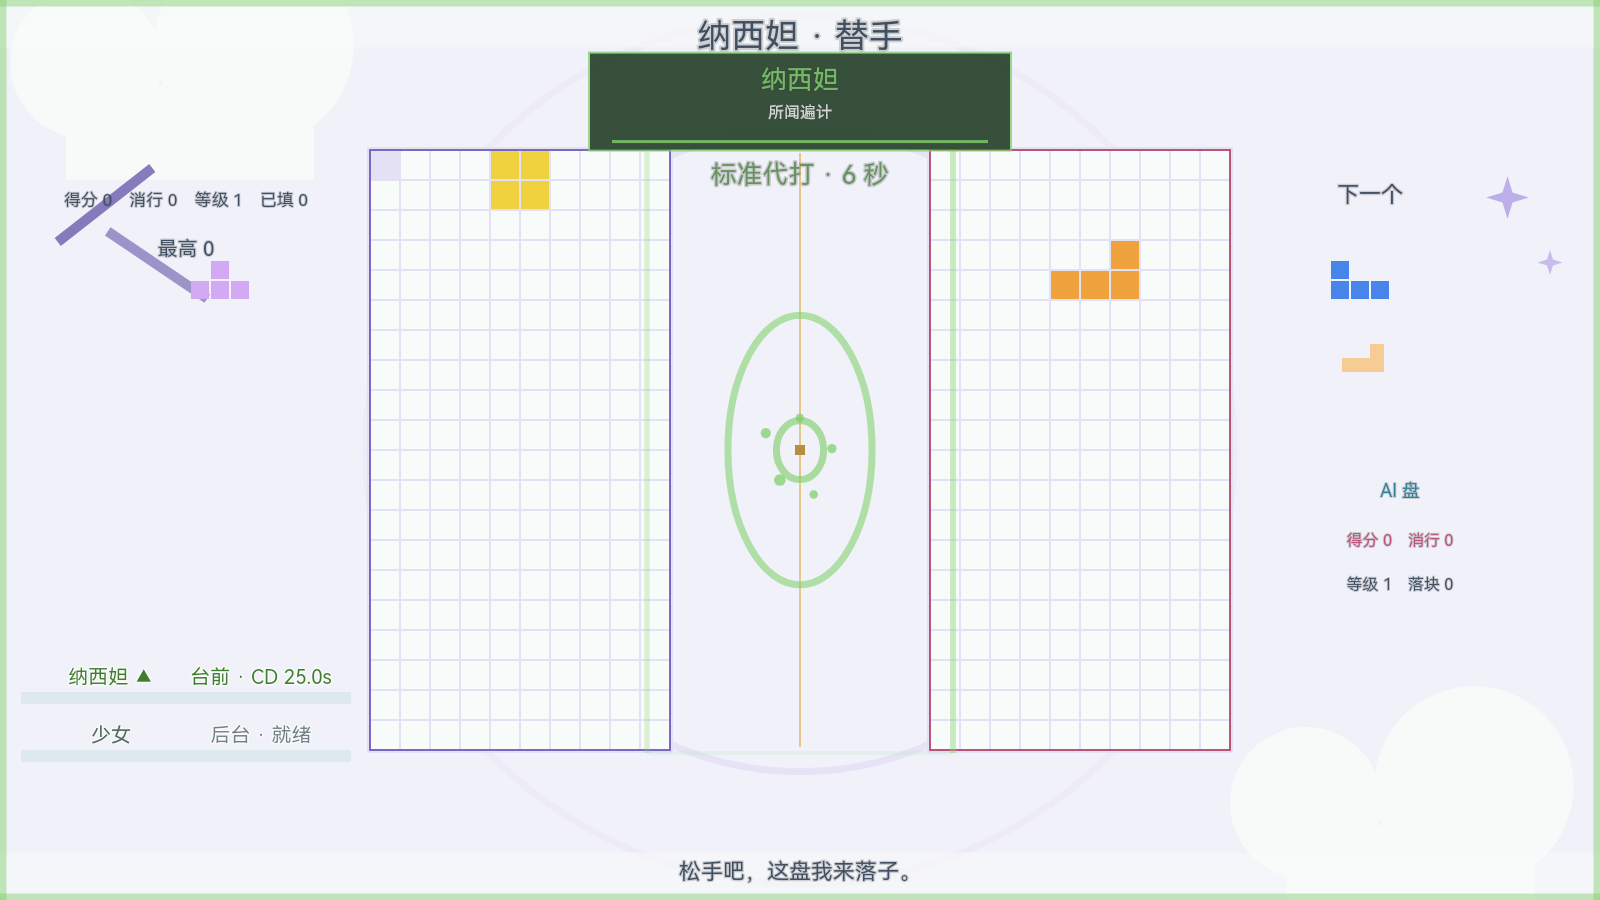 纳西妲 · 替手
纳西妲
所闻遍计
标准代打 · 6 秒
得分 0 消行 0 等级 1 已填 0
最高 0
下一个
AI 盘
得分 0 消行 0
等级 1 落块 0
纳西妲 ▲ 台前 · CD 25.0s
少女 后台 · 就绪
松手吧，这盘我来落子。